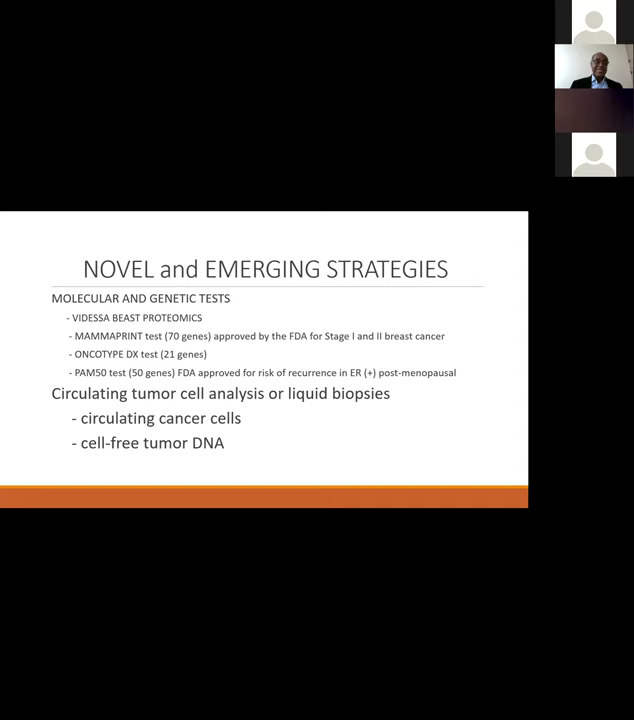 NOVEL and EMERGING STRATEGIES
MOLECULAR AND GENETIC TESTS
- VIDESSA BEAST PROTEOMICS
- MAMMAPRINT test (70 genes) approved by the FDA for Stage I and II breast cancer
- ONCOTYPE DX test (21 genes)
- PAM50 test (50 genes) FDA approved for risk of recurrence in ER (+) post-menopausal
Circulating tumor cell analysis or liquid biopsies
- circulating cancer cells
- cell-free tumor DNA